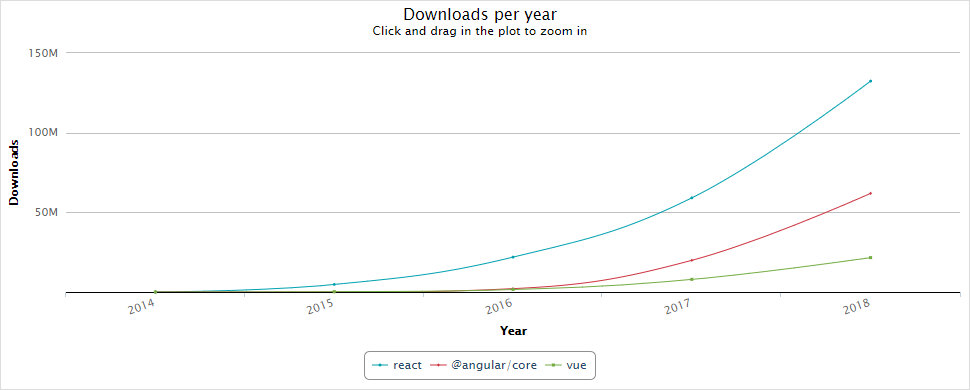 Downloads per year
Click and drag in the plot to zoom in
150M
100M
50M
Downloads
2014 2015 2016 2017 2018
Year
react @angular/core vue